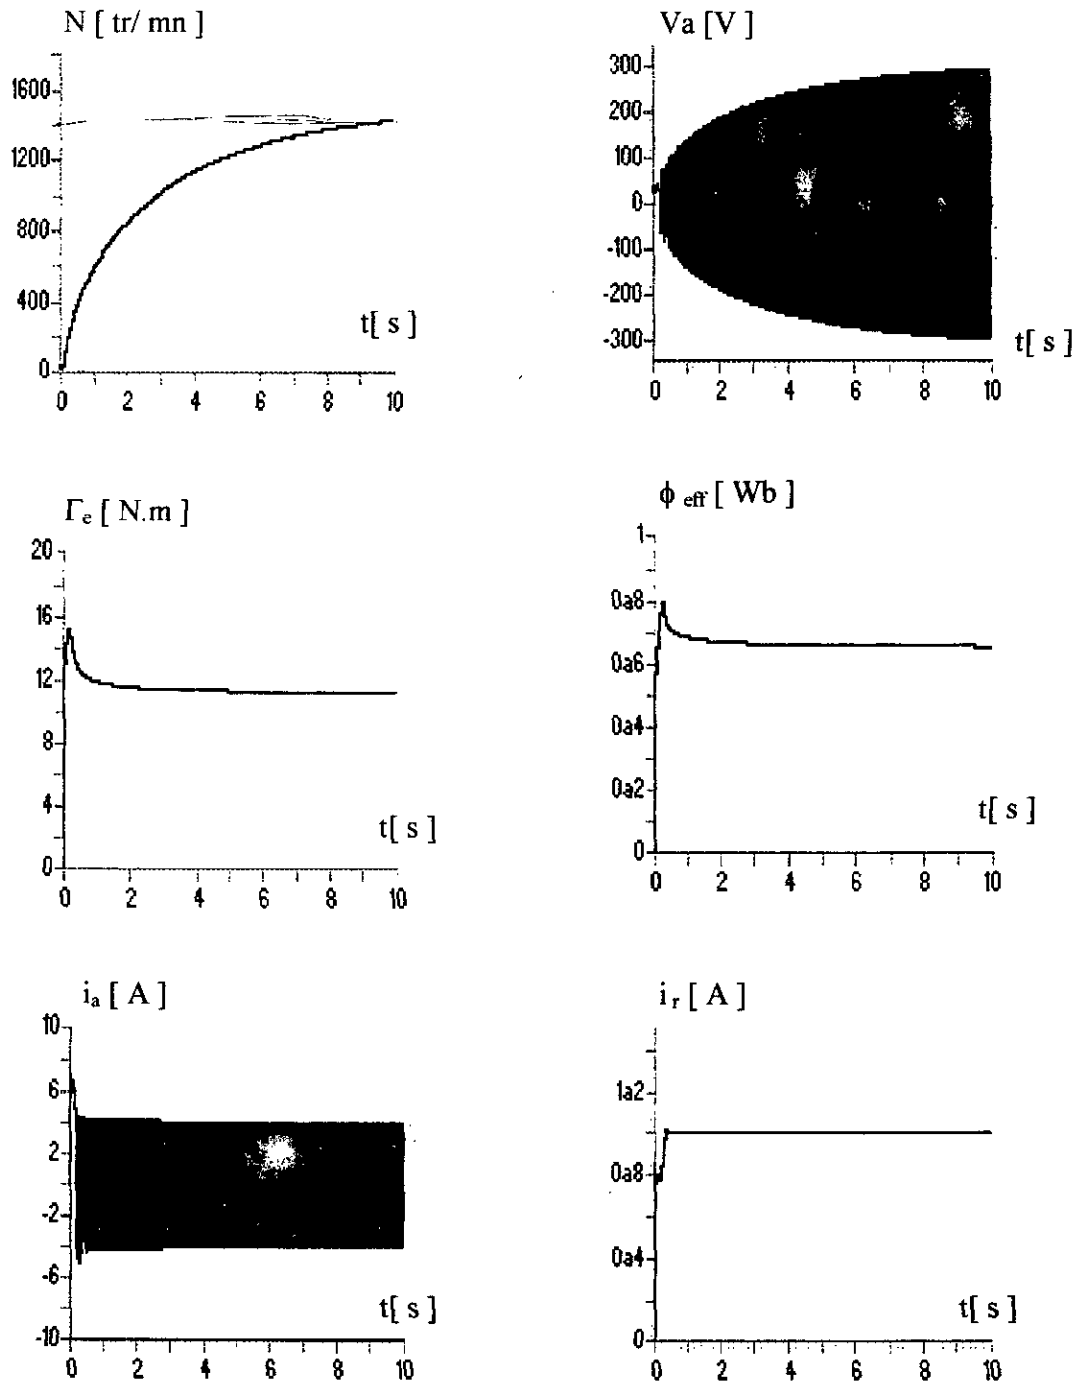 N [ tr/ mn ]
1600
1200
800
400
0
t[ s ]
0 2 4 6 8 10
Va [V ]
300
200
100
0
-100
-200
-300
t[ s ]
0 2 4 6 8 10
Γe [ N.m ]
20
16
12
8
4
0
t[ s ]
0 2 4 6 8 10
ϕ eff [ Wb ]
1
0a8
0a6
0a4
0a2
0
t[ s ]
0 2 4 6 8 10
ia [ A ]
10
6
2
-2
-6
-10
t[ s ]
0 2 4 6 8 10
i r [ A ]
1a2
0a8
0a4
0
t[ s ]
0 2 4 6 8 10